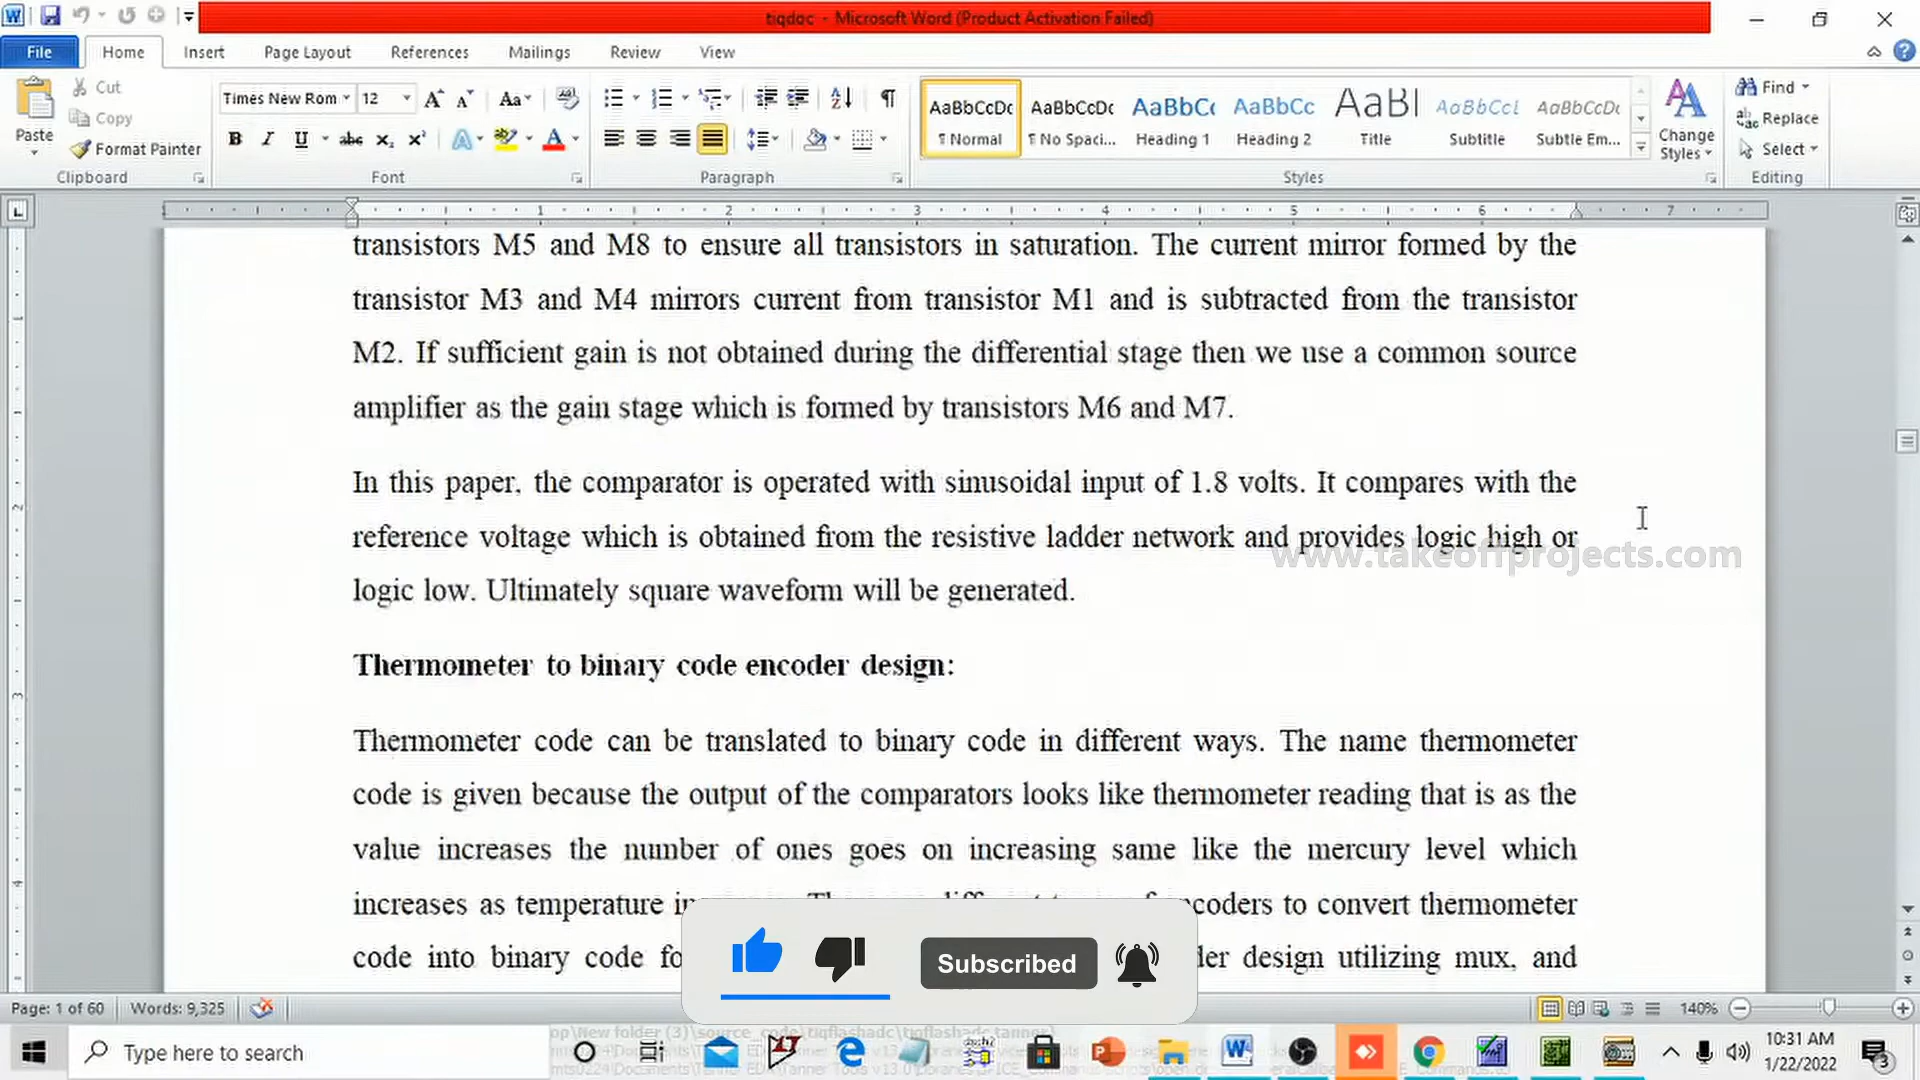 tiqdoc - Microsoft Word (Product Activation Failed)
File Home Insert Page Layout References Mailings Review View
Paste
Cut
Copy
Format Painter
Clipboard
Times New Rom 12
Font
Paragraph
AaBbCcDc AaBbCcDc AaBbC AaBbCc AaBl AaBbCcL AaBbCcDc
¶ Normal ¶ No Spaci... Heading 1 Heading 2 Title Subtitle Subtle Em...
Styles
Change Styles
Find
Replace
Select
Editing
1 2 3 4 5 6 7
transistors M5 and M8 to ensure all transistors in saturation. The current mirror formed by the
transistor M3 and M4 mirrors current from transistor M1 and is subtracted from the transistor
M2. If sufficient gain is not obtained during the differential stage then we use a common source
amplifier as the gain stage which is formed by transistors M6 and M7.
In this paper, the comparator is operated with sinusoidal input of 1.8 volts. It compares with the
reference voltage which is obtained from the resistive ladder network and provides logic high or
www.takeoffprojects.com
logic low. Ultimately square waveform will be generated.
Thermometer to binary code encoder design:
Thermometer code can be translated to binary code in different ways. The name thermometer
code is given because the output of the comparators looks like thermometer reading that is as the
value increases the number of ones goes on increasing same like the mercury level which
increases as temperature encoders to convert thermometer
code into binary code design utilizing mux, and
Subscribed
Page: 1 of 60 Words: 9,325 140%
Type here to search
10:31 AM
1/22/2022
3